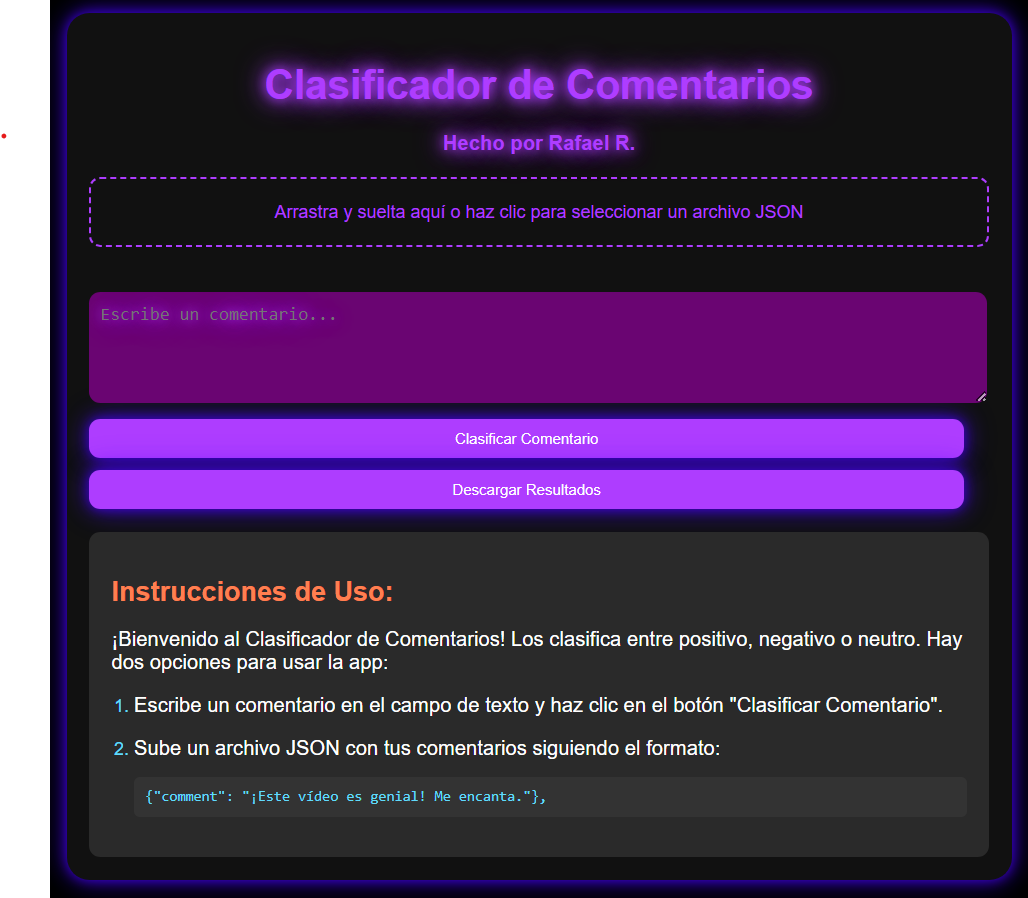 Clasificador de Comentarios
Hecho por Rafael R.
Arrastra y suelta aquí o haz clic para seleccionar un archivo JSON
Escribe un comentario...
Clasificar Comentario
Descargar Resultados
Instrucciones de Uso:
¡Bienvenido al Clasificador de Comentarios! Los clasifica entre positivo, negativo o neutro. Hay
dos opciones para usar la app:
1. Escribe un comentario en el campo de texto y haz clic en el botón "Clasificar Comentario".
2. Sube un archivo JSON con tus comentarios siguiendo el formato:
{"comment": "¡Este vídeo es genial! Me encanta."},